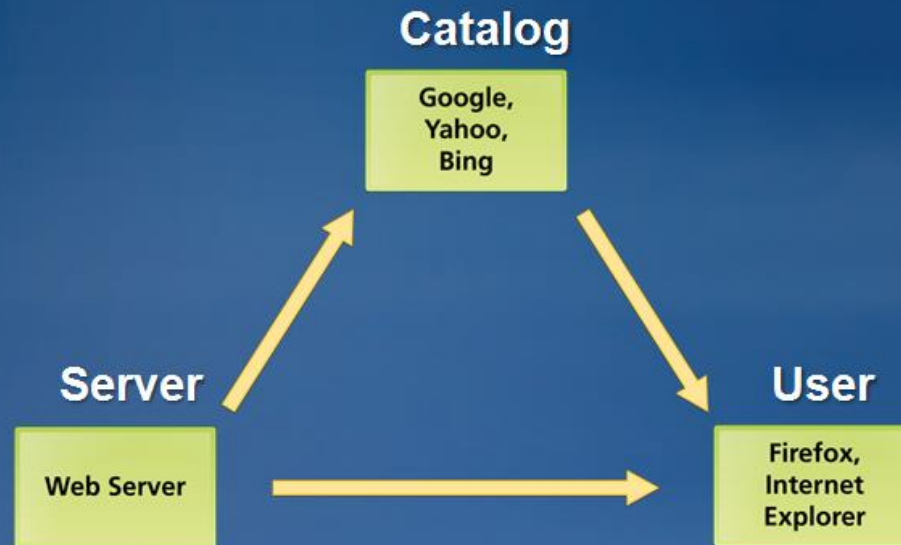 Catalog
Google,
Yahoo,
Bing
Server
Web Server
User
Firefox,
Internet
Explorer